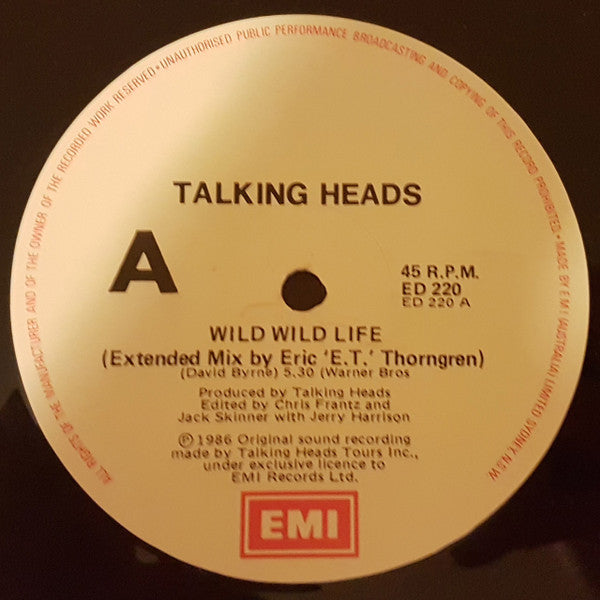 ALL RIGHTS OF THE MANUFACTURER AND OF THE OWNER OF THE RECORDED WORK RESERVED • UNAUTHORISED PUBLIC PERFORMANCE BROADCASTING AND COPYING OF THIS RECORD PROHIBITED • MADE BY E M I (AUSTRALIA) LIMITED SYDNEY, N.S.W.
TALKING HEADS
A
45 R.P.M.
ED 220
ED 220 A
WILD WILD LIFE
(Extended Mix by Eric 'E.T.' Thorngren)
(David Byrne) 5.30 (Warner Bros
Produced by Talking Heads
Edited by Chris Frantz and
Jack Skinner with Jerry Harrison
℗ 1986 Original sound recording
made by Talking Heads Tours Inc.,
under exclusive licence to
EMI Records Ltd.
EMI